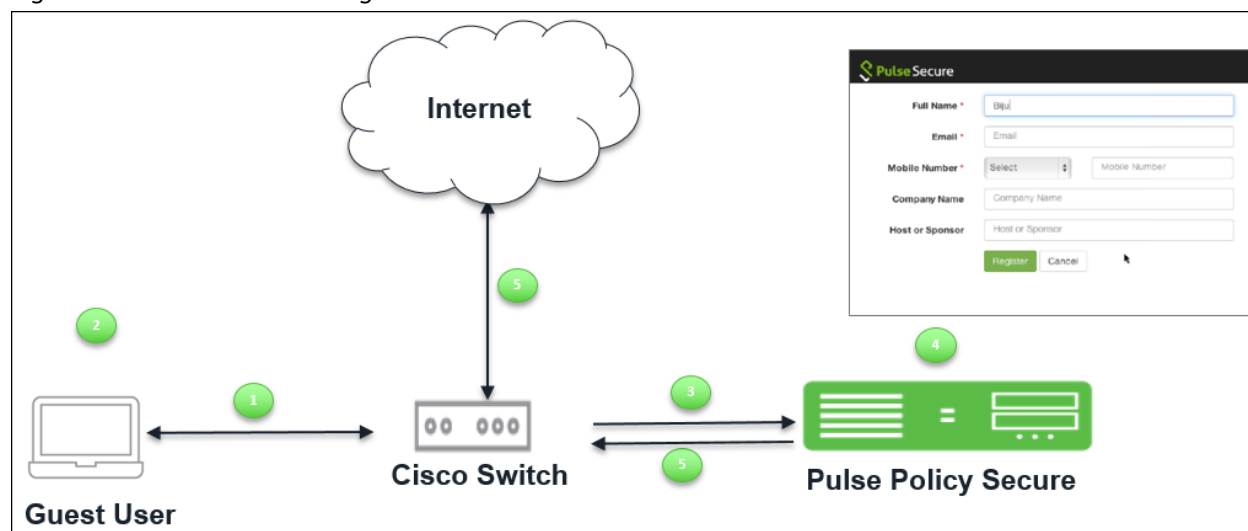 Internet
Pulse Secure
Full Name *
Biju
Email *
Email
Mobile Number *
Select
Mobile Number
Company Name
Company Name
Host or Sponsor
Host or Sponsor
Register
Cancel
5
2
4
1
3
5
Cisco Switch
Pulse Policy Secure
Guest User